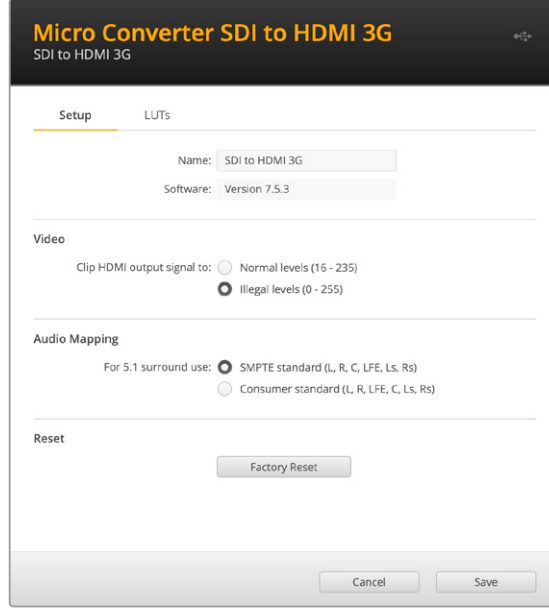 Micro Converter SDI to HDMI 3G
SDI to HDMI 3G
Setup LUTs
Name: SDI to HDMI 3G
Software: Version 7.5.3
Video
Clip HDMI output signal to: Normal levels (16 - 235)
Illegal levels (0 - 255)
Audio Mapping
For 5.1 surround use: SMPTE standard (L, R, C, LFE, Ls, Rs)
Consumer standard (L, R, LFE, C, Ls, Rs)
Reset
Factory Reset
Cancel Save